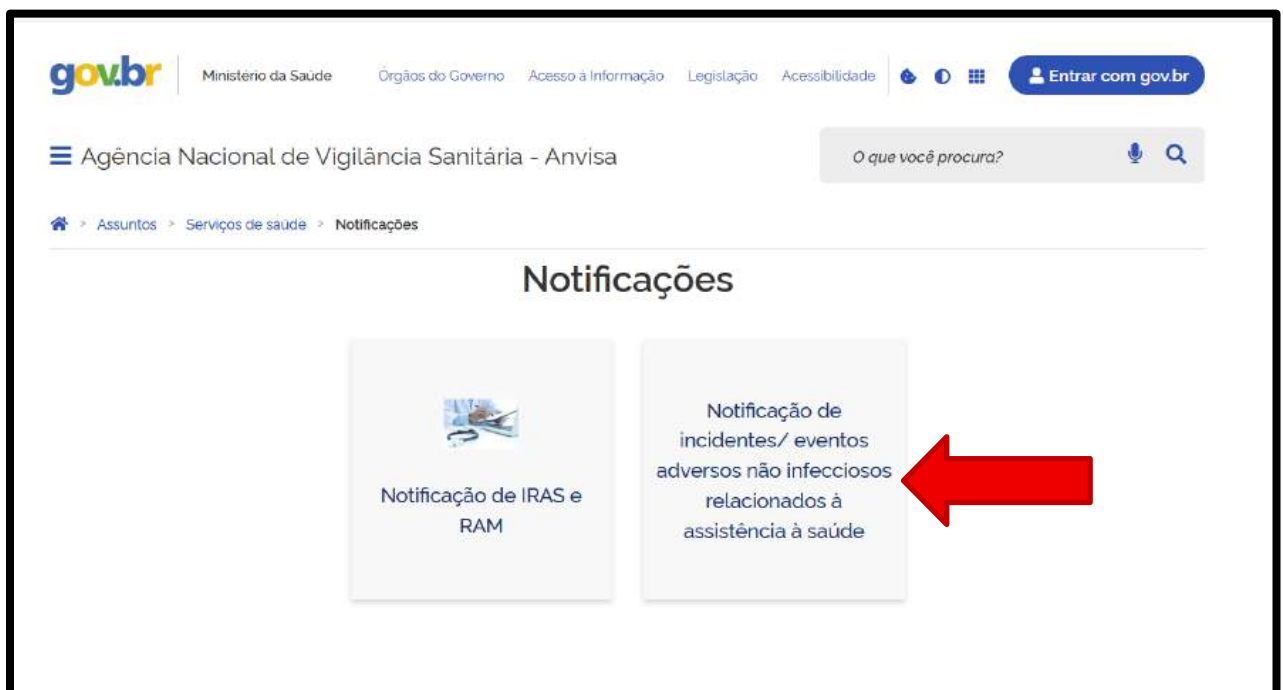 gov.br
Ministério da Saúde
Órgãos do Governo Acesso à Informação Legislação Acessibilidade
Entrar com gov.br
Agência Nacional de Vigilância Sanitária - Anvisa
O que você procura?
> Assuntos > Serviços de saúde > Notificações
Notificações
Notificação de IRAS e
RAM
Notificação de
incidentes/ eventos
adversos não infecciosos
relacionados à
assistência à saúde